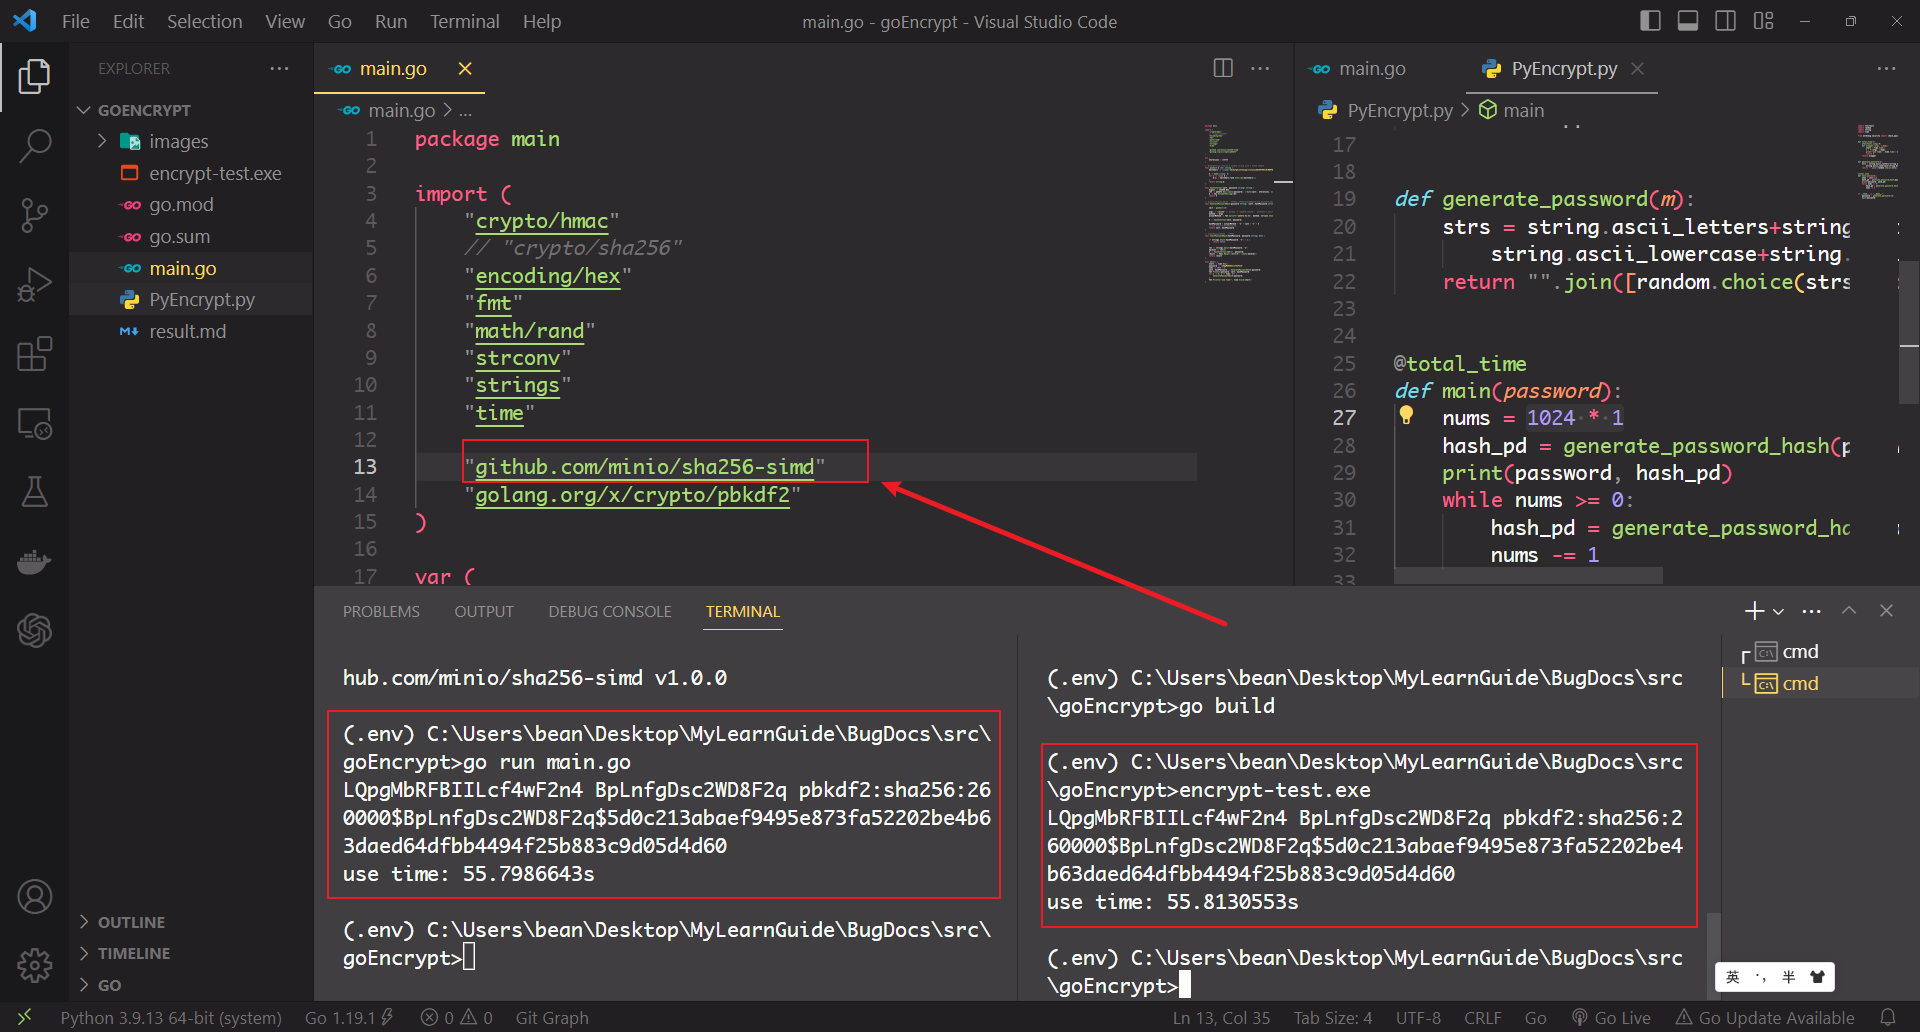 File Edit Selection View Go Run Terminal Help
main.go - goEncrypt - Visual Studio Code
EXPLORER
GOENCRYPT
images
encrypt-test.exe
go.mod
go.sum
main.go
PyEncrypt.py
result.md
OUTLINE
TIMELINE
GO
main.go
main.go > ...
1 package main
2
3 import (
4 "crypto/hmac"
5 // "crypto/sha256"
6 "encoding/hex"
7 "fmt"
8 "math/rand"
9 "strconv"
10 "strings"
11 "time"
12
13 "github.com/minio/sha256-simd"
14 "golang.org/x/crypto/pbkdf2"
15 )
16
17 var (
main.go PyEncrypt.py
PyEncrypt.py > main
17
18
19 def generate_password(m):
20 strs = string.ascii_letters+string
21 string.ascii_lowercase+string.
22 return "".join([random.choice(strs
23
24
25 @total_time
26 def main(password):
27 nums = 1024 * 1
28 hash_pd = generate_password_hash(p
29 print(password, hash_pd)
30 while nums >= 0:
31 hash_pd = generate_password_ha
32 nums -= 1
33
PROBLEMS OUTPUT DEBUG CONSOLE TERMINAL
hub.com/minio/sha256-simd v1.0.0
(.env) C:\Users\bean\Desktop\MyLearnGuide\BugDocs\src\
goEncrypt>go run main.go
LQpgMbRFBIILcf4wF2n4 BpLnfgDsc2WD8F2q pbkdf2:sha256:26
0000$BpLnfgDsc2WD8F2q$5d0c213abaef9495e873fa52202be4b6
3daed64dfbb4494f25b883c9d05d4d60
use time: 55.7986643s
(.env) C:\Users\bean\Desktop\MyLearnGuide\BugDocs\src\
goEncrypt>
(.env) C:\Users\bean\Desktop\MyLearnGuide\BugDocs\src
\goEncrypt>go build
(.env) C:\Users\bean\Desktop\MyLearnGuide\BugDocs\src
\goEncrypt>encrypt-test.exe
LQpgMbRFBIILcf4wF2n4 BpLnfgDsc2WD8F2q pbkdf2:sha256:2
60000$BpLnfgDsc2WD8F2q$5d0c213abaef9495e873fa52202be4
b63daed64dfbb4494f25b883c9d05d4d60
use time: 55.8130553s
(.env) C:\Users\bean\Desktop\MyLearnGuide\BugDocs\src
\goEncrypt>
cmd
cmd
英 ·, 半
Python 3.9.13 64-bit (system) Go 1.19.1 0 0 Git Graph
Ln 13, Col 35 Tab Size: 4 UTF-8 CRLF Go Go Live Go Update Available